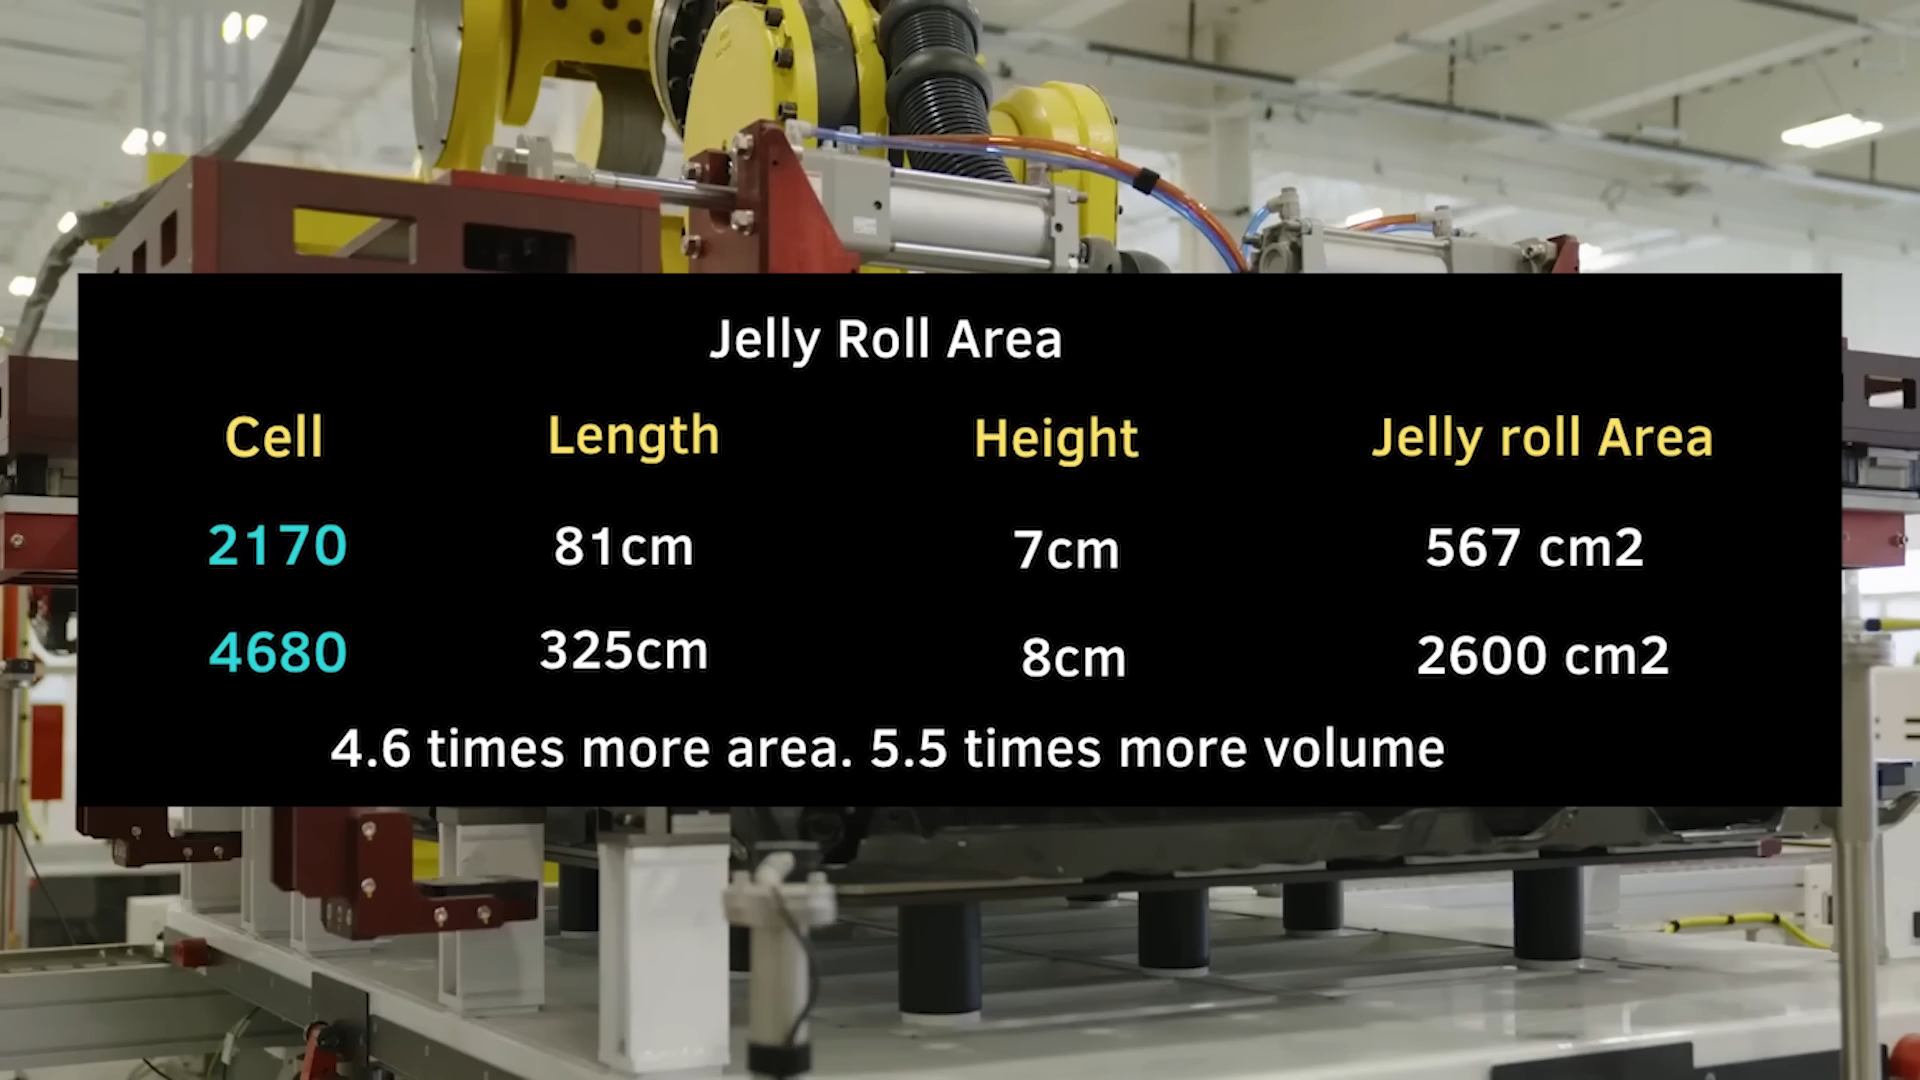 Jelly Roll Area
Cell Length Height Jelly roll Area
2170 81cm 7cm 567 cm2
4680 325cm 8cm 2600 cm2
4.6 times more area. 5.5 times more volume